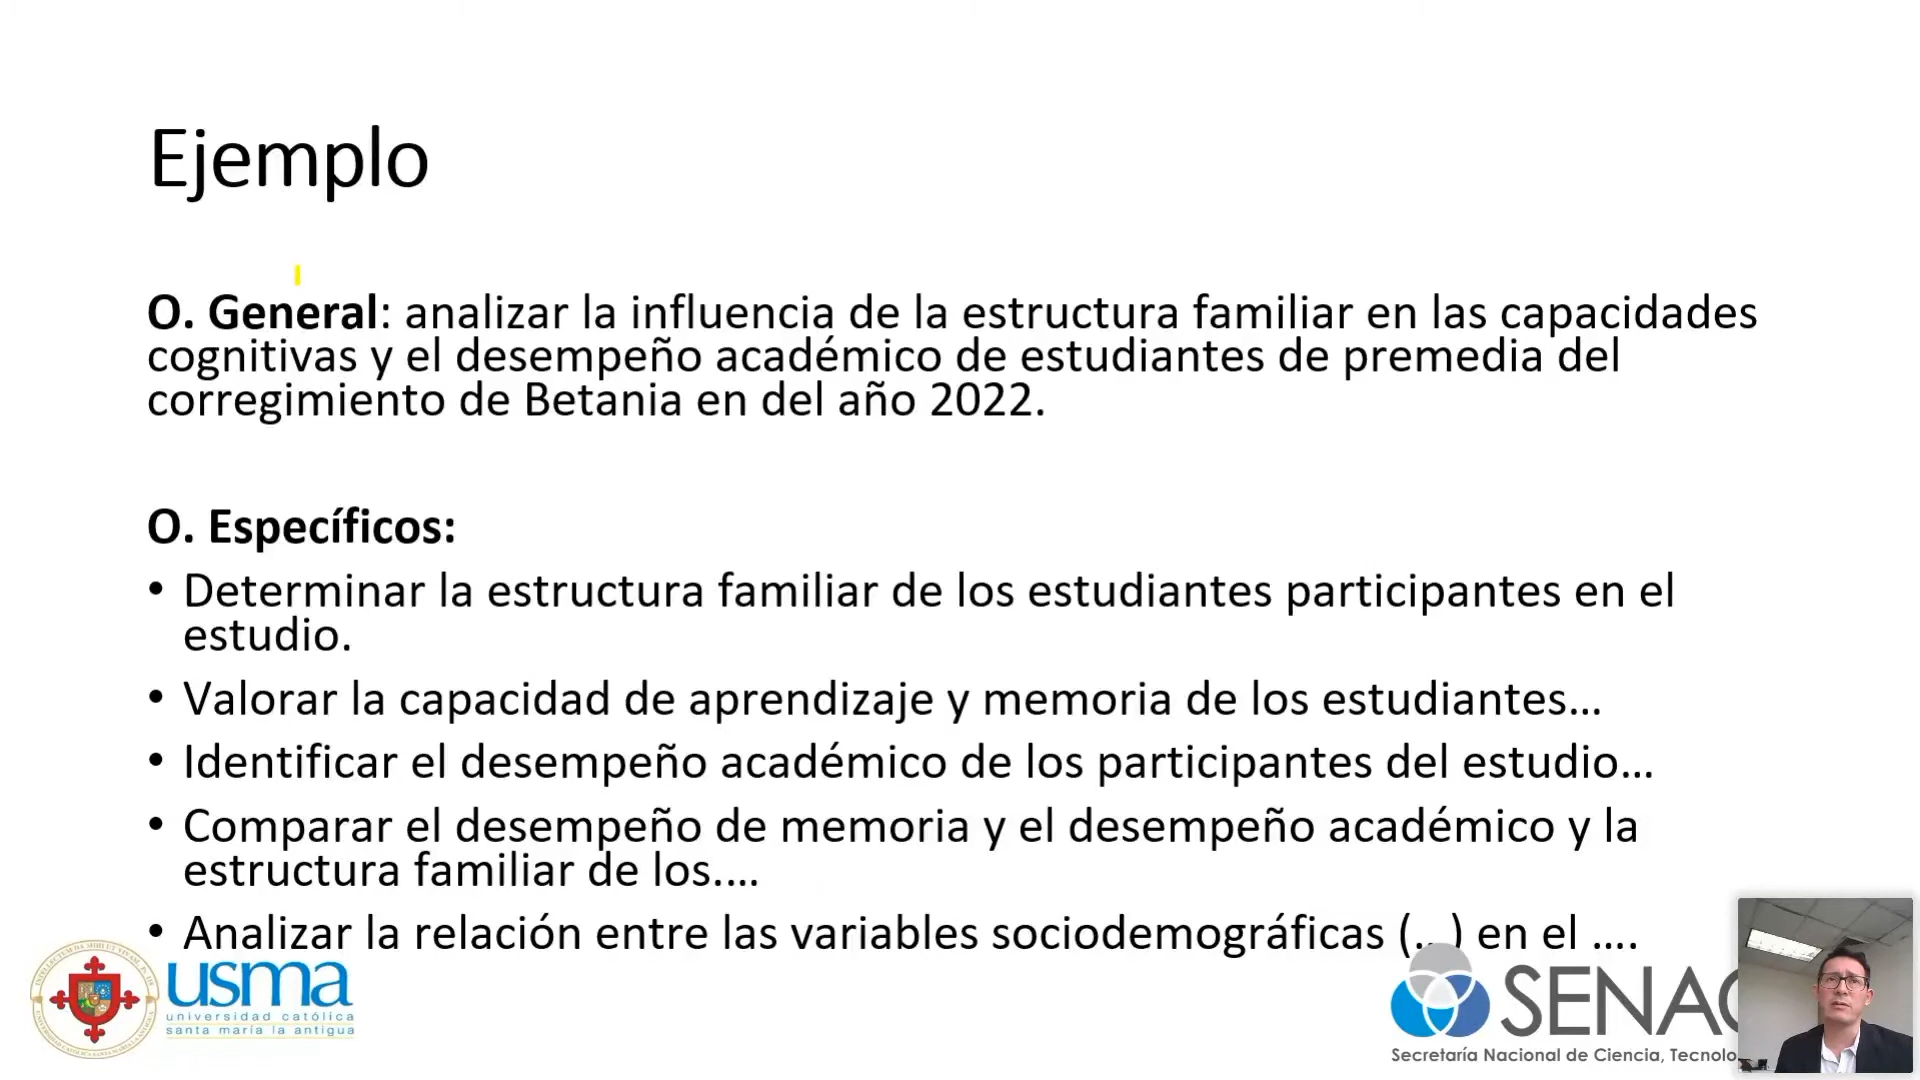 Ejemplo
O. General: analizar la influencia de la estructura familiar en las capacidades
cognitivas y el desempeño académico de estudiantes de premedia del
corregimiento de Betania en del año 2022.
O. Específicos:
• Determinar la estructura familiar de los estudiantes participantes en el
estudio.
• Valorar la capacidad de aprendizaje y memoria de los estudiantes...
• Identificar el desempeño académico de los participantes del estudio...
• Comparar el desempeño de memoria y el desempeño académico y la
estructura familiar de los....
• Analizar la relación entre las variables sociodemográficas (...) en el ....
usma
universidad católica
santa maría la antigua
SENAC
Secretaría Nacional de Ciencia, Tecnolo